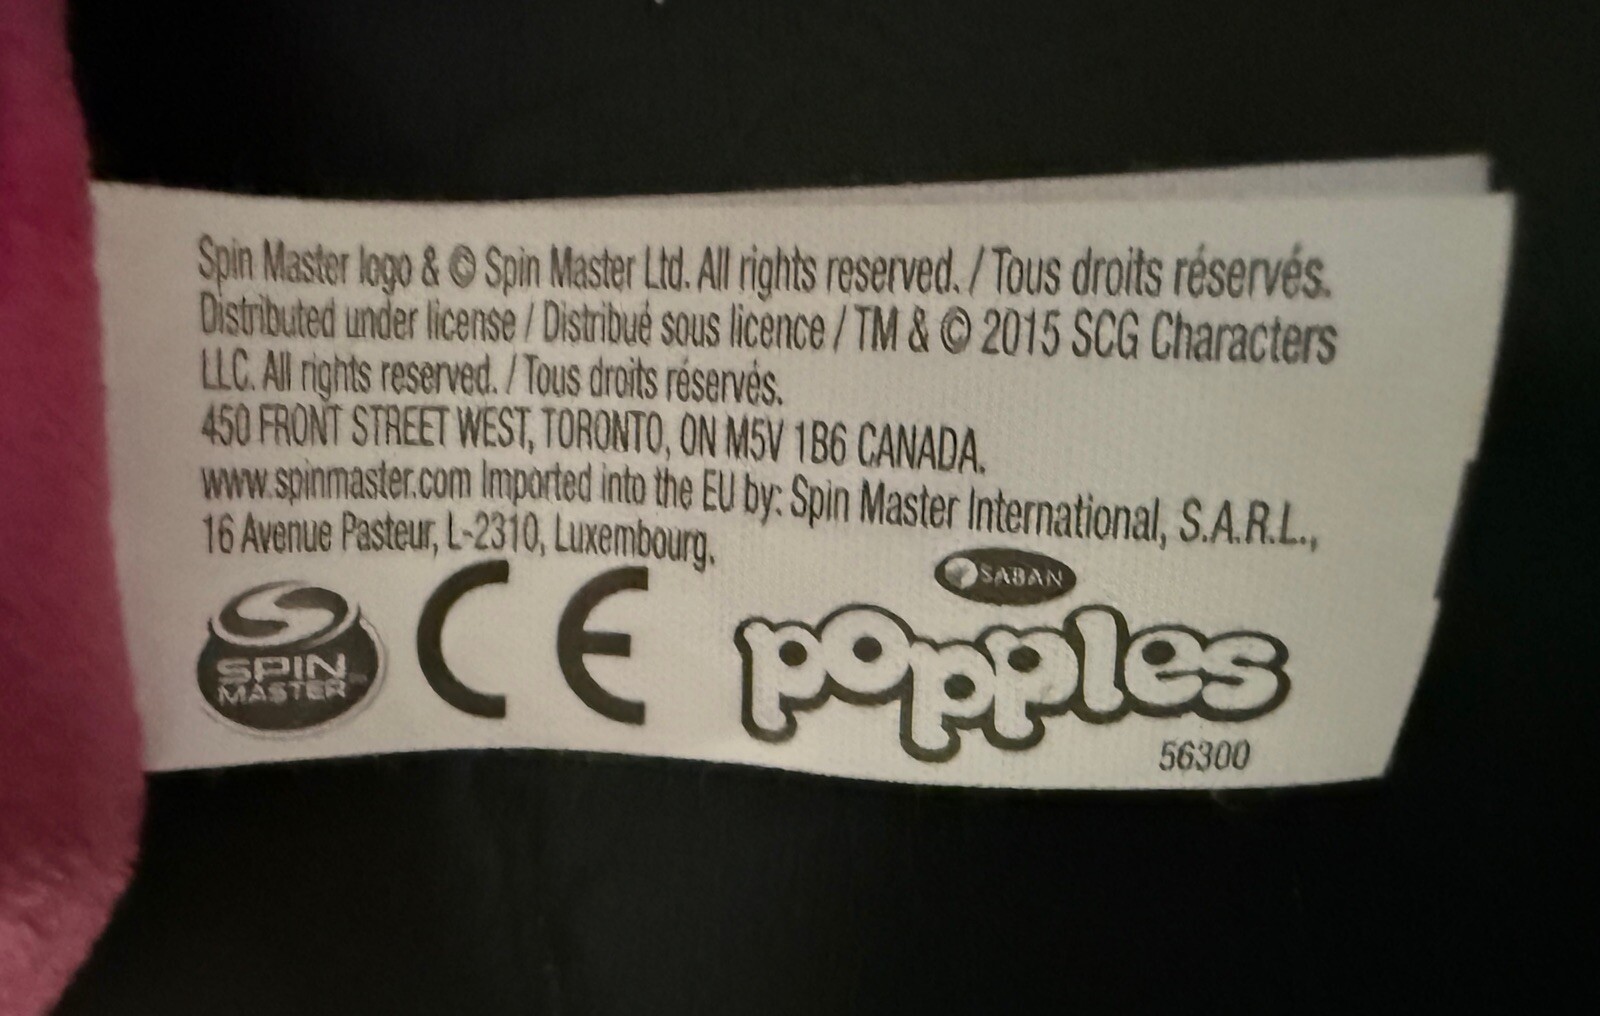 Spin Master logo & © Spin Master Ltd. All rights reserved. / Tous droits réservés.
Distributed under license / Distribué sous licence / TM & © 2015 SCG Characters
LLC. All rights reserved. / Tous droits réservés.
450 FRONT STREET WEST, TORONTO, ON M5V 1B6 CANADA.
www.spinmaster.com Imported into the EU by: Spin Master International, S.A.R.L.,
16 Avenue Pasteur, L-2310, Luxembourg.
SABAN
SPIN
MASTER™
CE
popples
56300